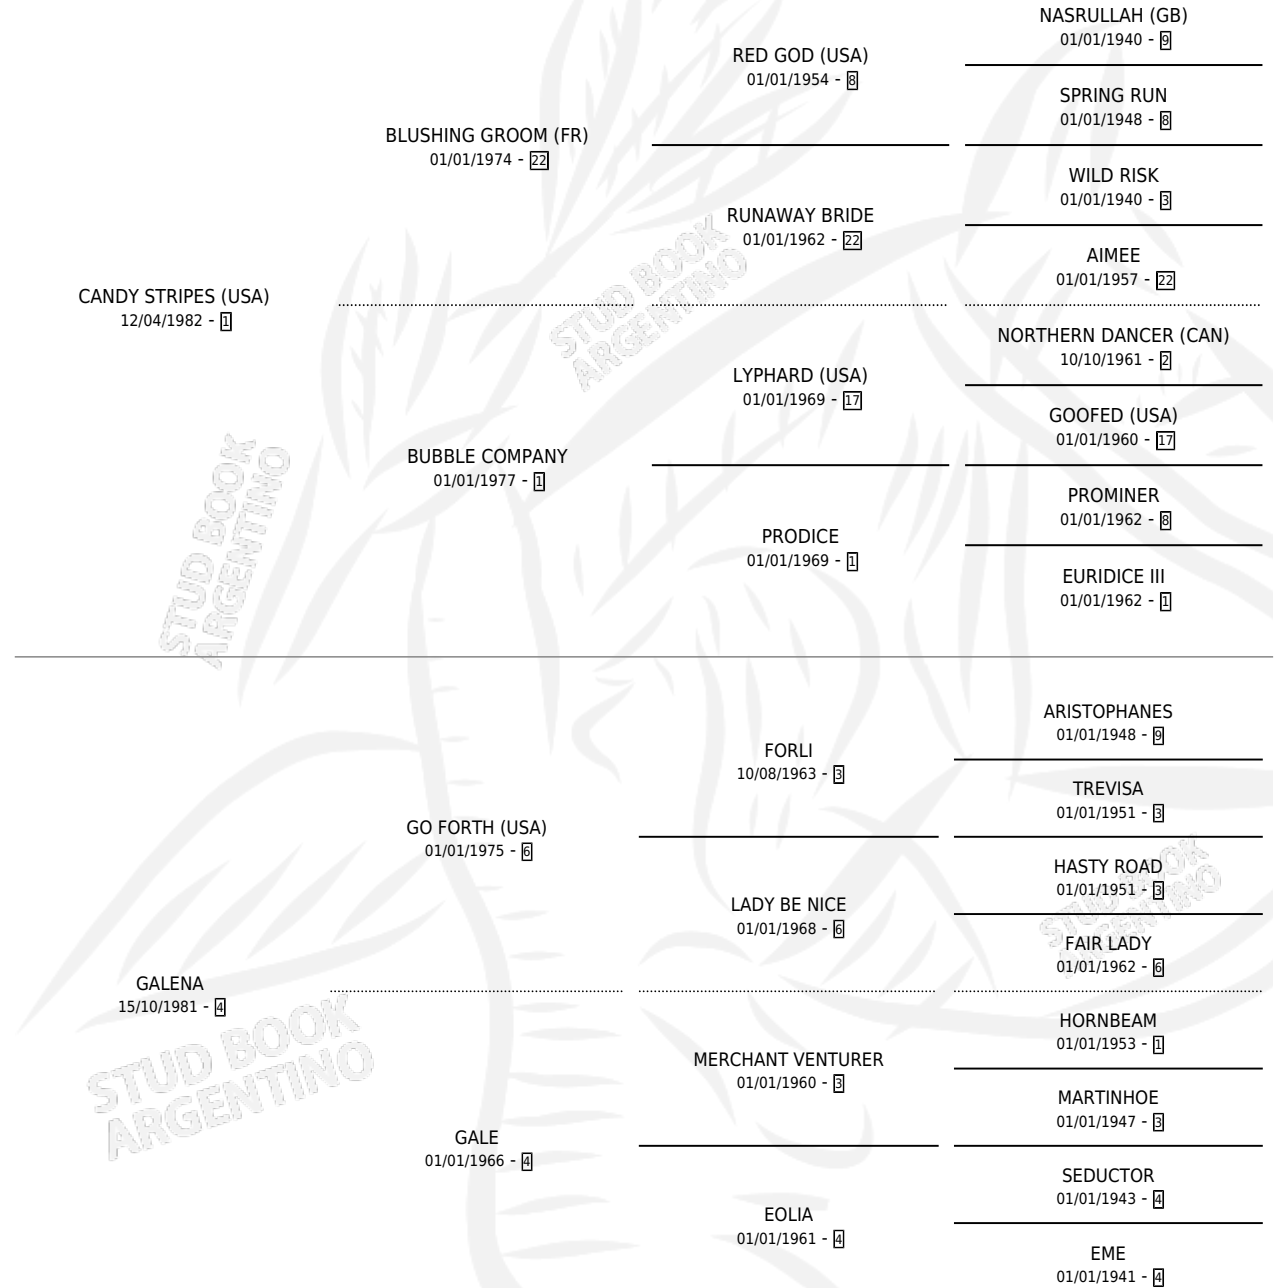 NASRULLAH (GB)
01/01/1940 - 9
RED GOD (USA)
01/01/1954 - 8
SPRING RUN
01/01/1948 - 8
BLUSHING GROOM (FR)
01/01/1974 - 22
WILD RISK
01/01/1940 - 3
RUNAWAY BRIDE
01/01/1962 - 22
AIMEE
01/01/1957 - 22
CANDY STRIPES (USA)
12/04/1982 - 1
NORTHERN DANCER (CAN)
10/10/1961 - 2
LYPHARD (USA)
01/01/1969 - 17
GOOFED (USA)
01/01/1960 - 17
BUBBLE COMPANY
01/01/1977 - 1
PROMINER
01/01/1962 - 8
PRODICE
01/01/1969 - 1
EURIDICE III
01/01/1962 - 1
ARISTOPHANES
01/01/1948 - 9
FORLI
10/08/1963 - 3
TREVISA
01/01/1951 - 3
GO FORTH (USA)
01/01/1975 - 6
HASTY ROAD
01/01/1951 - 3
LADY BE NICE
01/01/1968 - 6
FAIR LADY
01/01/1962 - 6
GALENA
15/10/1981 - 4
HORNBEAM
01/01/1953 - 1
MERCHANT VENTURER
01/01/1960 - 3
MARTINHOE
01/01/1947 - 3
GALE
01/01/1966 - 4
SEDUCTOR
01/01/1943 - 4
EOLIA
01/01/1961 - 4
EME
01/01/1941 - 4
STUD BOOK
ARGENTINO
STUD BOOK
ARGENTINO
STUD BOOK
ARGENTINO
STUD BOOK
ARGENTINO